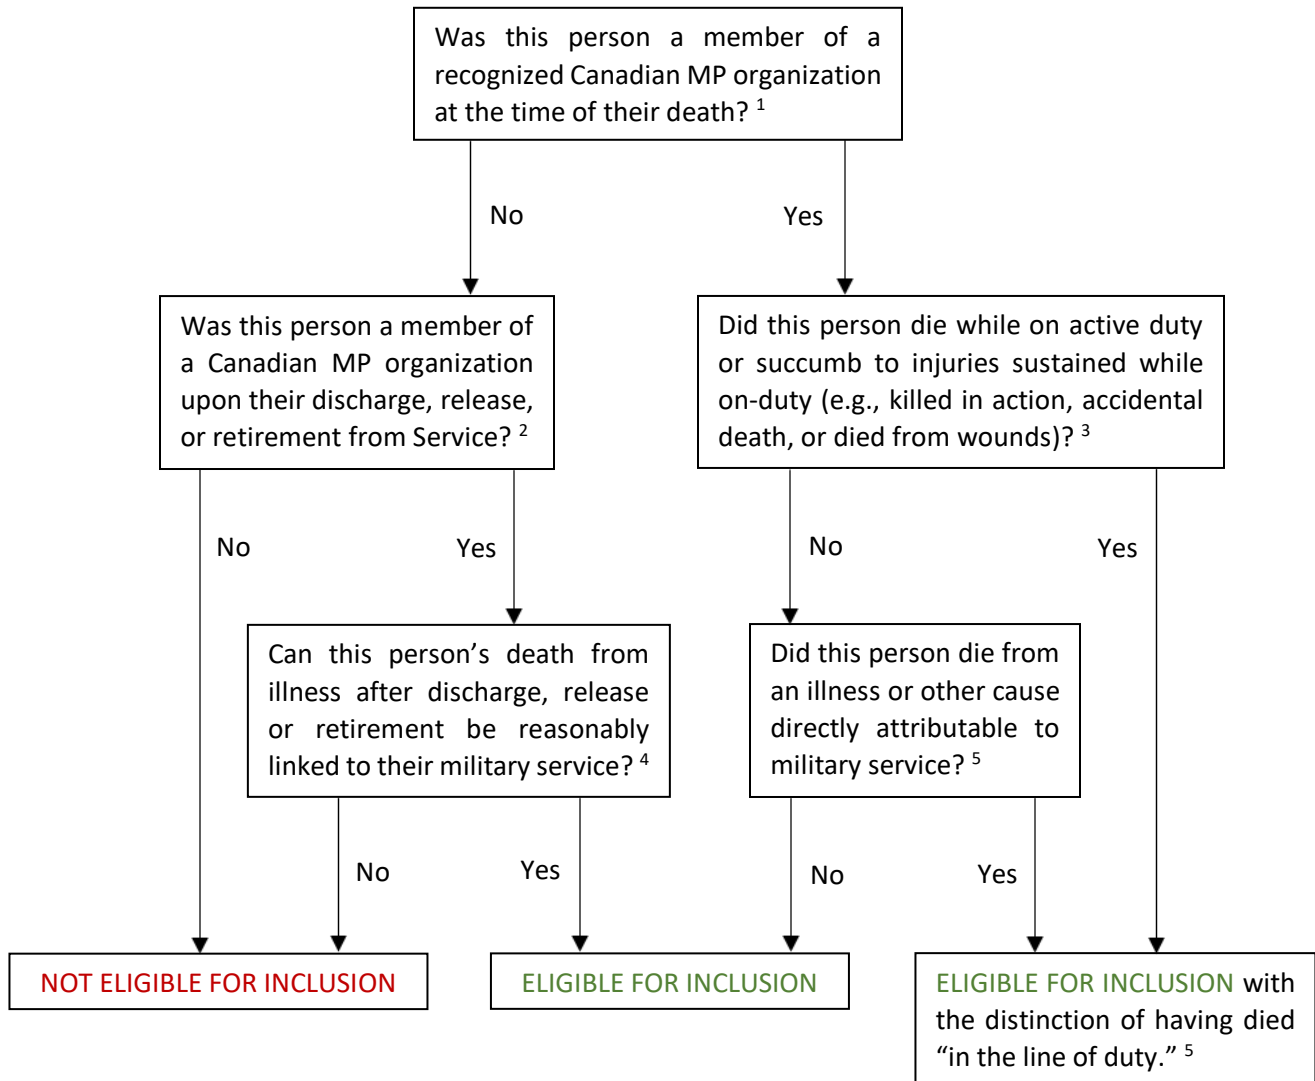 Was this person a member of a
recognized Canadian MP organization
at the time of their death? 1
No
Yes
Was this person a member of
a Canadian MP organization
upon their discharge, release,
or retirement from Service? 2
Did this person die while on active duty
or succumb to injuries sustained while
on-duty (e.g., killed in action, accidental
death, or died from wounds)? 3
No
Yes
No
Yes
Can this person’s death from
illness after discharge, release
or retirement be reasonably
linked to their military service? 4
Did this person die from
an illness or other cause
directly attributable to
military service? 5
No
Yes
No
Yes
NOT ELIGIBLE FOR INCLUSION
ELIGIBLE FOR INCLUSION
ELIGIBLE FOR INCLUSION with
the distinction of having died
“in the line of duty.” 5